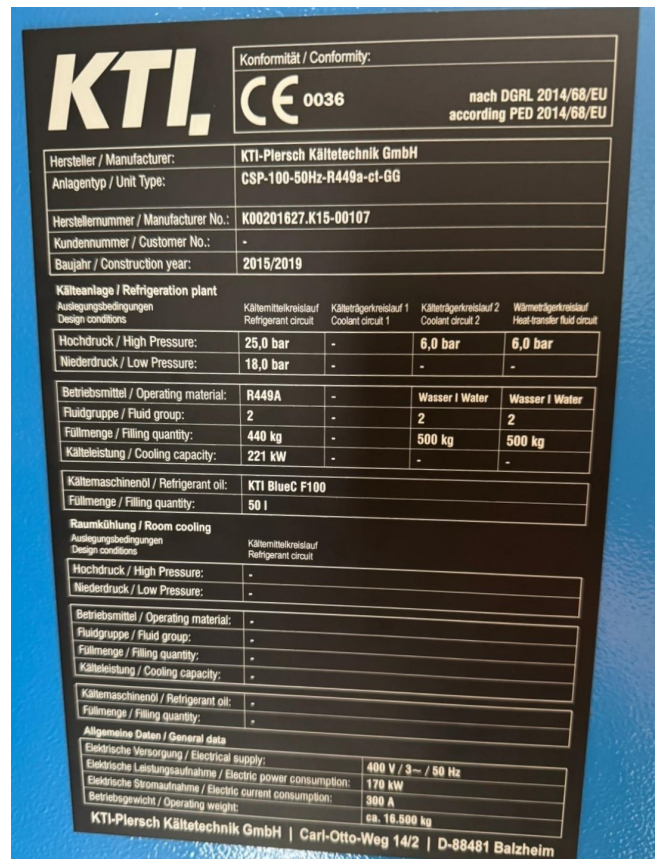 KTI.
Konformität / Conformity:
CE 0036
nach DGRL 2014/68/EU
according PED 2014/68/EU
Hersteller / Manufacturer: KTI-Plersch Kältetechnik GmbH
Anlagentyp / Unit Type: CSP-100-50Hz-R449a-ct-GG
Herstellernummer / Manufacturer No.: K00201627.K15-00107
Kundennummer / Customer No.: -
Baujahr / Construction year: 2015/2019
Kälteanlage / Refrigeration plant
Auslegungsbedingungen Kältemittelkreislauf Kälteträgerkreislauf 1 Kälteträgerkreislauf 2 Wärmeträgerkreislauf
Design conditions Refrigerant circuit Coolant circuit 1 Coolant circuit 2 Heat-transfer fluid circuit
Hochdruck / High Pressure: 25,0 bar - 6,0 bar 6,0 bar
Niederdruck / Low Pressure: 18,0 bar - - -
Betriebsmittel / Operating material: R449A - Wasser I Water Wasser I Water
Fluidgruppe / Fluid group: 2 - 2 2
Füllmenge / Filling quantity: 440 kg - 500 kg 500 kg
Kälteleistung / Cooling capacity: 221 kW - - -
Kältemaschinenöl / Refrigerant oil: KTI BlueC F100
Füllmenge / Filling quantity: 50 l
Raumkühlung / Room cooling
Auslegungsbedingungen Kältemittelkreislauf
Design conditions Refrigerant circuit
Hochdruck / High Pressure: -
Niederdruck / Low Pressure: -
Betriebsmittel / Operating material: -
Fluidgruppe / Fluid group: -
Füllmenge / Filling quantity: -
Kälteleistung / Cooling capacity: -
Kältemaschinenöl / Refrigerant oil: -
Füllmenge / Filling quantity: -
Allgemeine Daten / General data
Elektrische Versorgung / Electrical supply: 400 V / 3~ / 50 Hz
Elektrische Leistungsaufnahme / Electric power consumption: 170 kW
Elektrische Stromaufnahme / Electric current consumption: 300 A
Betriebsgewicht / Operating weight: ca. 16.500 kg
KTI-Plersch Kältetechnik GmbH | Carl-Otto-Weg 14/2 | D-88481 Balzheim